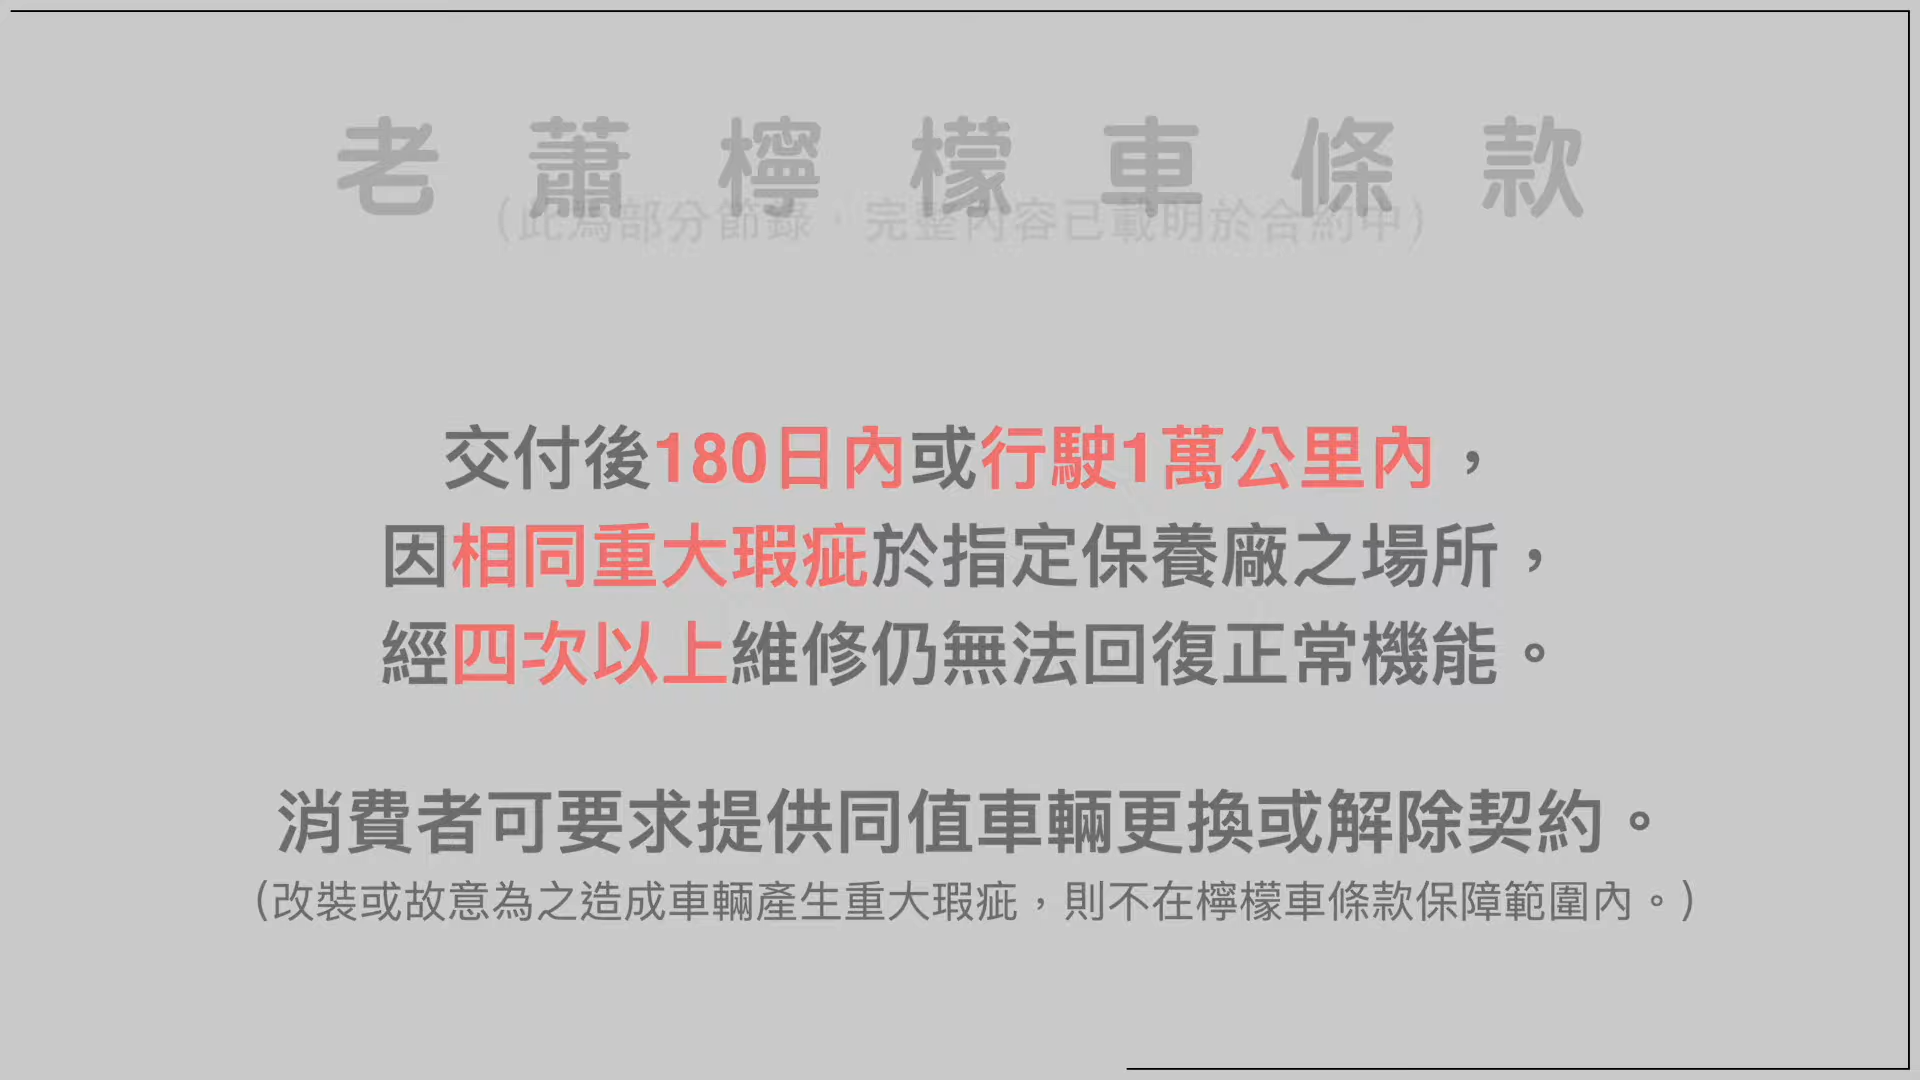 老蕭檸檬車條款
(此為部分節錄，完整內容已載明於合約中)
交付後180日內或行駛1萬公里內，
因相同重大瑕疵於指定保養廠之場所，
經四次以上維修仍無法回復正常機能。
消費者可要求提供同值車輛更換或解除契約。
(改裝或故意為之造成車輛產生重大瑕疵，則不在檸檬車條款保障範圍內。)